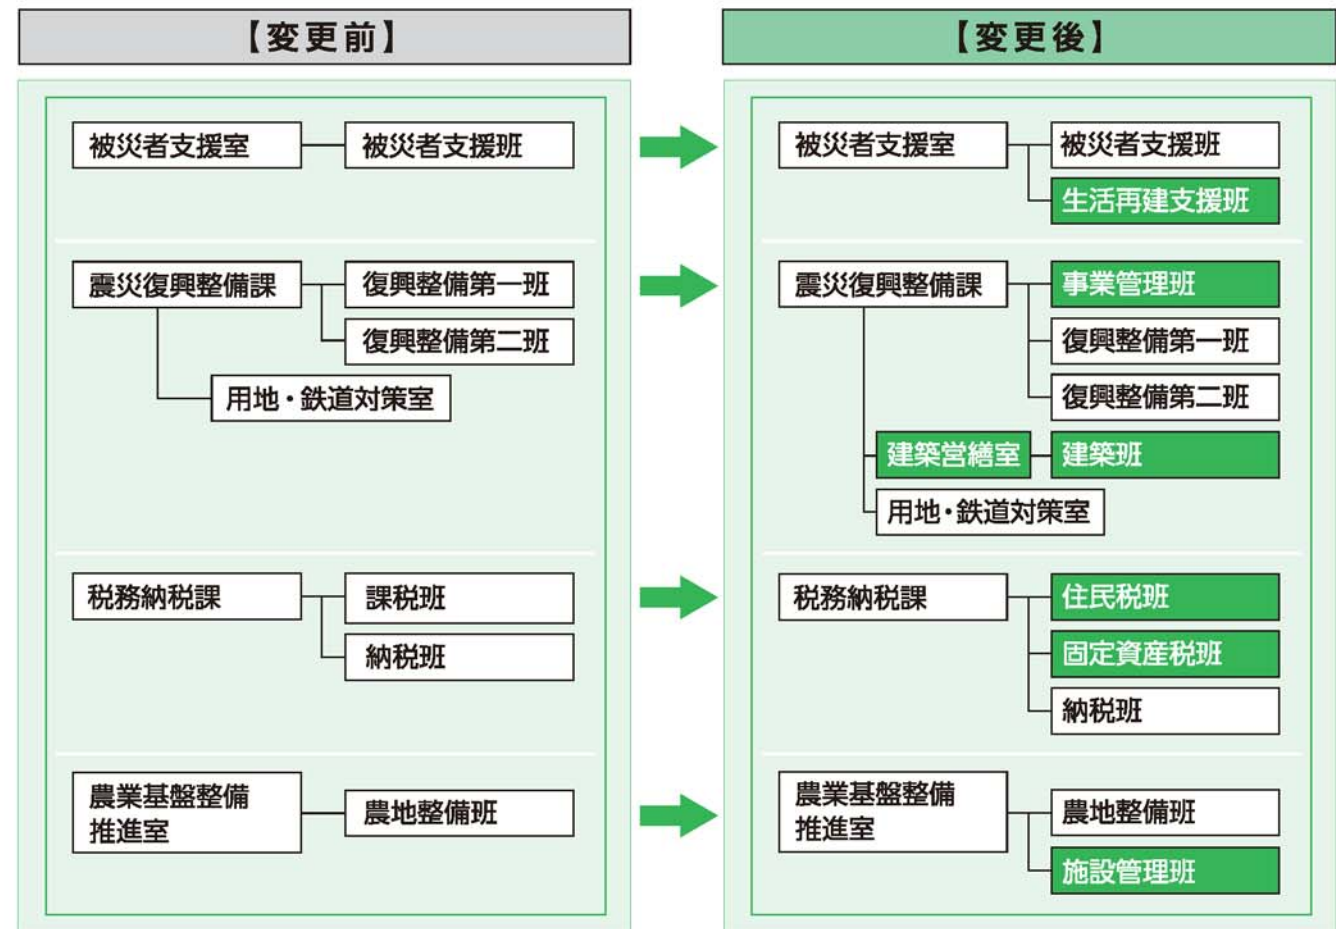 【変更前】
被災者支援室
被災者支援班
震災復興整備課
復興整備第一班
復興整備第二班
用地・鉄道対策室
税務納税課
課税班
納税班
農業基盤整備
推進室
農地整備班
【変更後】
被災者支援室
被災者支援班
生活再建支援班
震災復興整備課
事業管理班
復興整備第一班
復興整備第二班
建築営繕室
建築班
用地・鉄道対策室
税務納税課
住民税班
固定資産税班
納税班
農業基盤整備
推進室
農地整備班
施設管理班